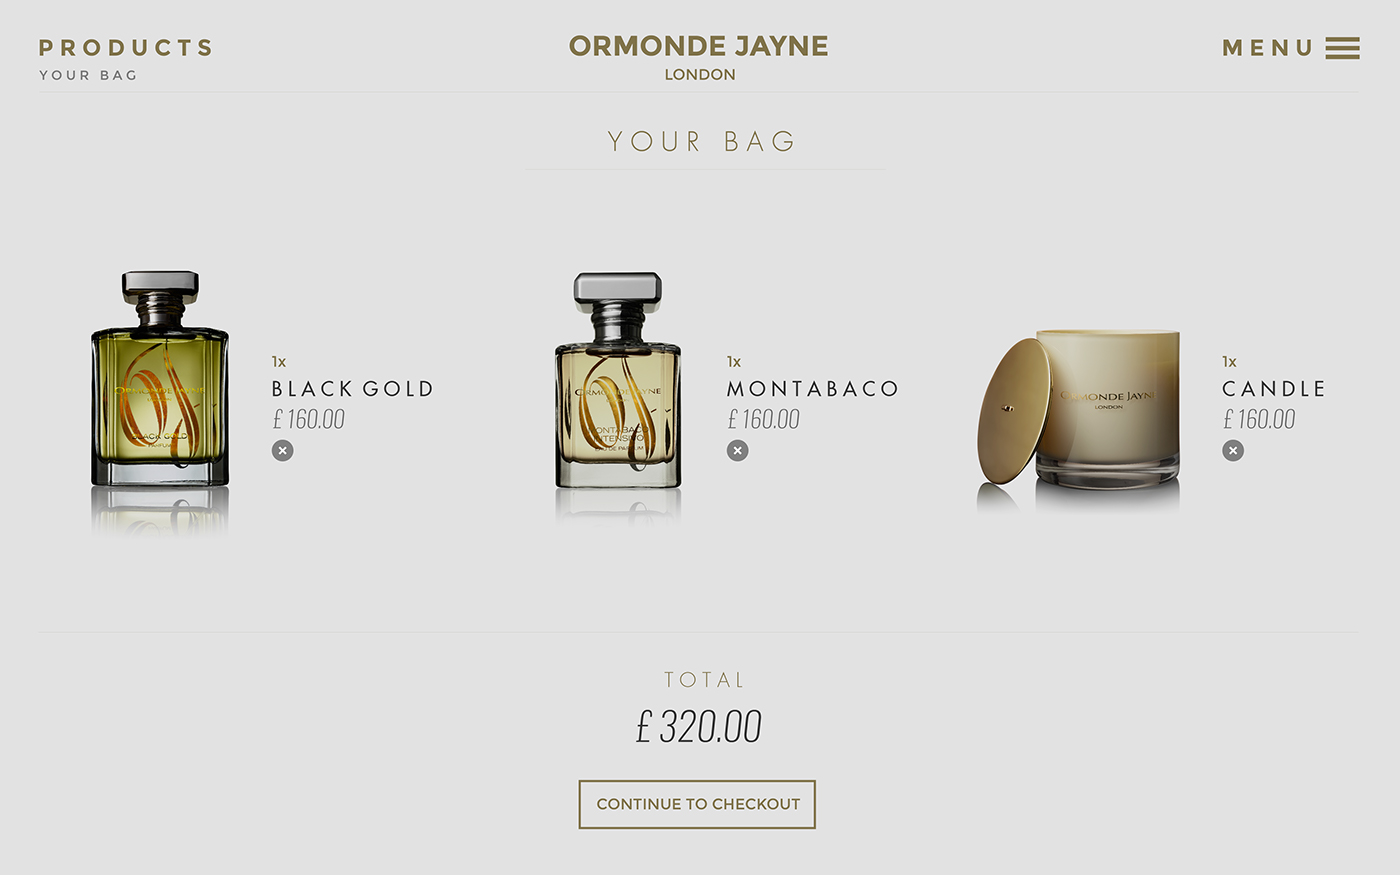 PRODUCTS
YOUR BAG
ORMONDE JAYNE
LONDON
MENU
YOUR BAG
ORMONDE JAYNE
LONDON
BLACK GOLD
PARFUM
1x
BLACK GOLD
£ 160.00
ORMONDE JAYNE
MONTABACO
INTENSIVO
EAU DE PARFUM
1x
MONTABACO
£ 160.00
ORMONDE JAYNE
LONDON
1x
CANDLE
£ 160.00
TOTAL
£ 320.00
CONTINUE TO CHECKOUT